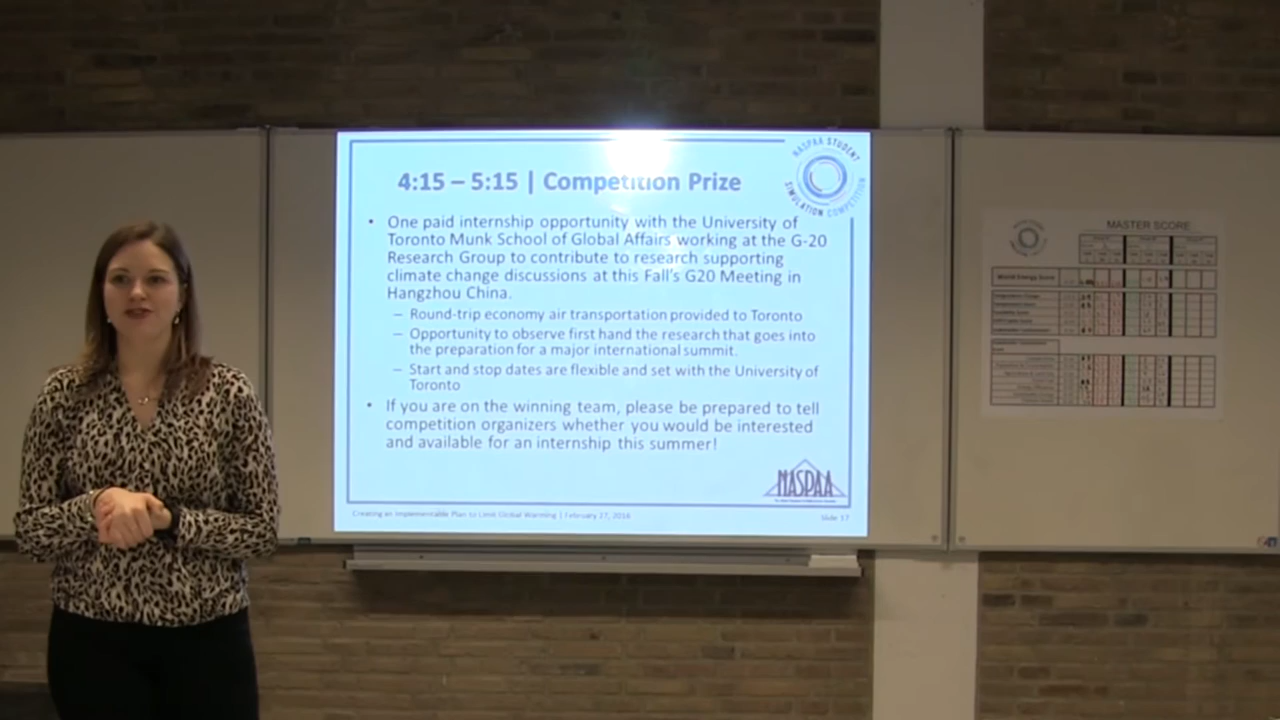 NASPAA STUDENT
SIMULATION COMPETITION
4:15 – 5:15 | Competition Prize
• One paid internship opportunity with the University of
Toronto Munk School of Global Affairs working at the G-20
Research Group to contribute to research supporting
climate change discussions at this Fall's G20 Meeting in
Hangzhou China.
– Round-trip economy air transportation provided to Toronto
– Opportunity to observe first hand the research that goes into
the preparation for a major international summit.
– Start and stop dates are flexible and set with the University of
Toronto
• If you are on the winning team, please be prepared to tell
competition organizers whether you would be interested
and available for an internship this summer!
NASPAA
Creating an Implementable Plan to Limit Global Warming | February 27, 2016
Slide 17
MASTER SCORE
World Energy Score